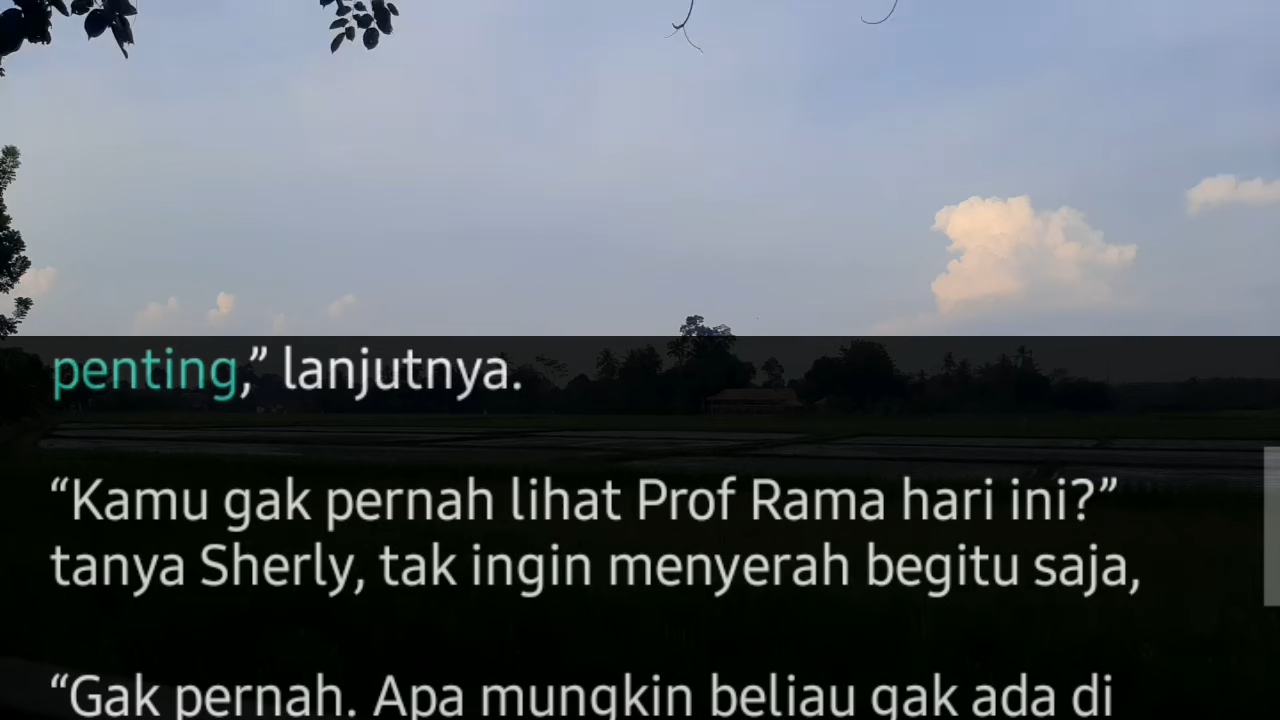 penting,” lanjutnya.
“Kamu gak pernah lihat Prof Rama hari ini?”
tanya Sherly, tak ingin menyerah begitu saja,
“Gak pernah. Apa mungkin beliau gak ada di